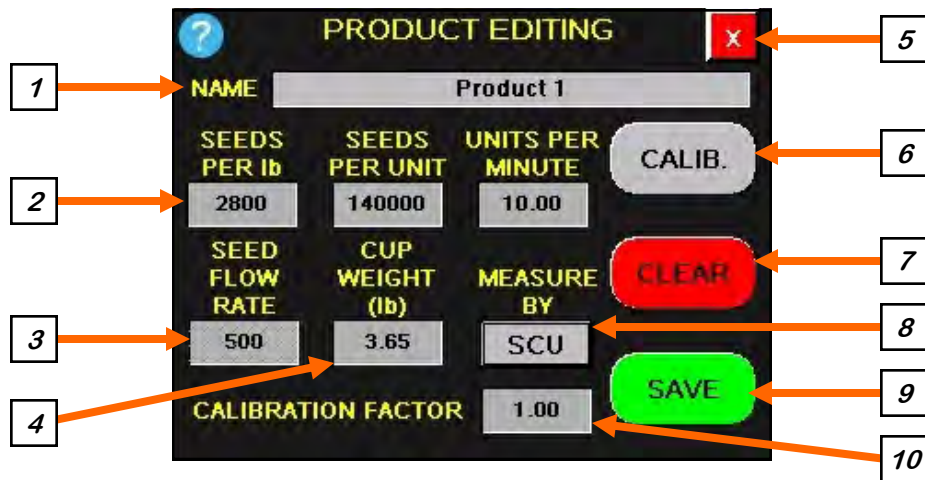 ?
PRODUCT EDITING
X
5
1
NAME
Product 1
SEEDS
PER lb
SEEDS
PER UNIT
UNITS PER
MINUTE
CALIB.
6
2
2800
140000
10.00
SEED
FLOW
RATE
CUP
WEIGHT
(lb)
MEASURE
BY
CLEAR
7
3
500
3.65
SCU
8
4
CALIBRATION FACTOR
1.00
SAVE
9
10